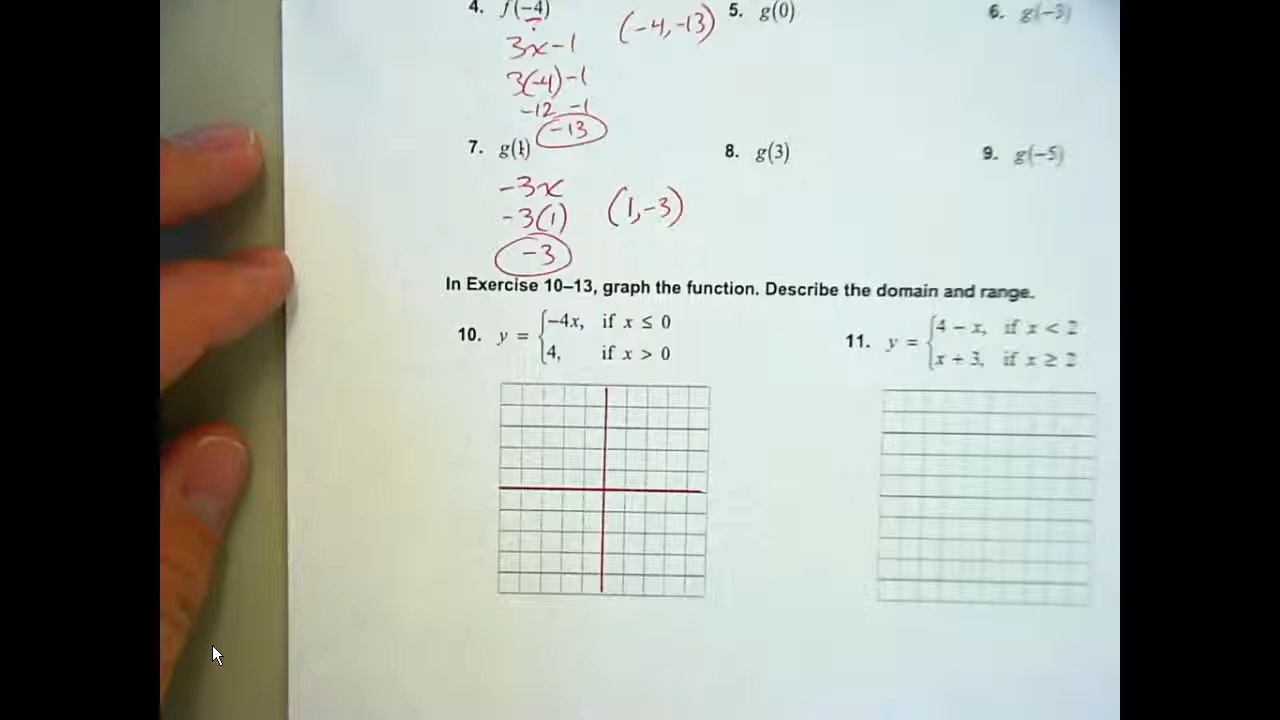 4. f(−4) (−4, −13) 5. g(0) 6. g(−3)
?
3x − 1
3(−4) − 1
−12 − 1
−13
7. g(1) 8. g(3) 9. g(−5)
−3x
−3(1) (1, −3)
−3
In Exercise 10–13, graph the function. Describe the domain and range.
10. y = { −4x, if x ≤ 0
4, if x > 0
11. y = { 4 − x, if x < 2
x + 3, if x ≥ 2